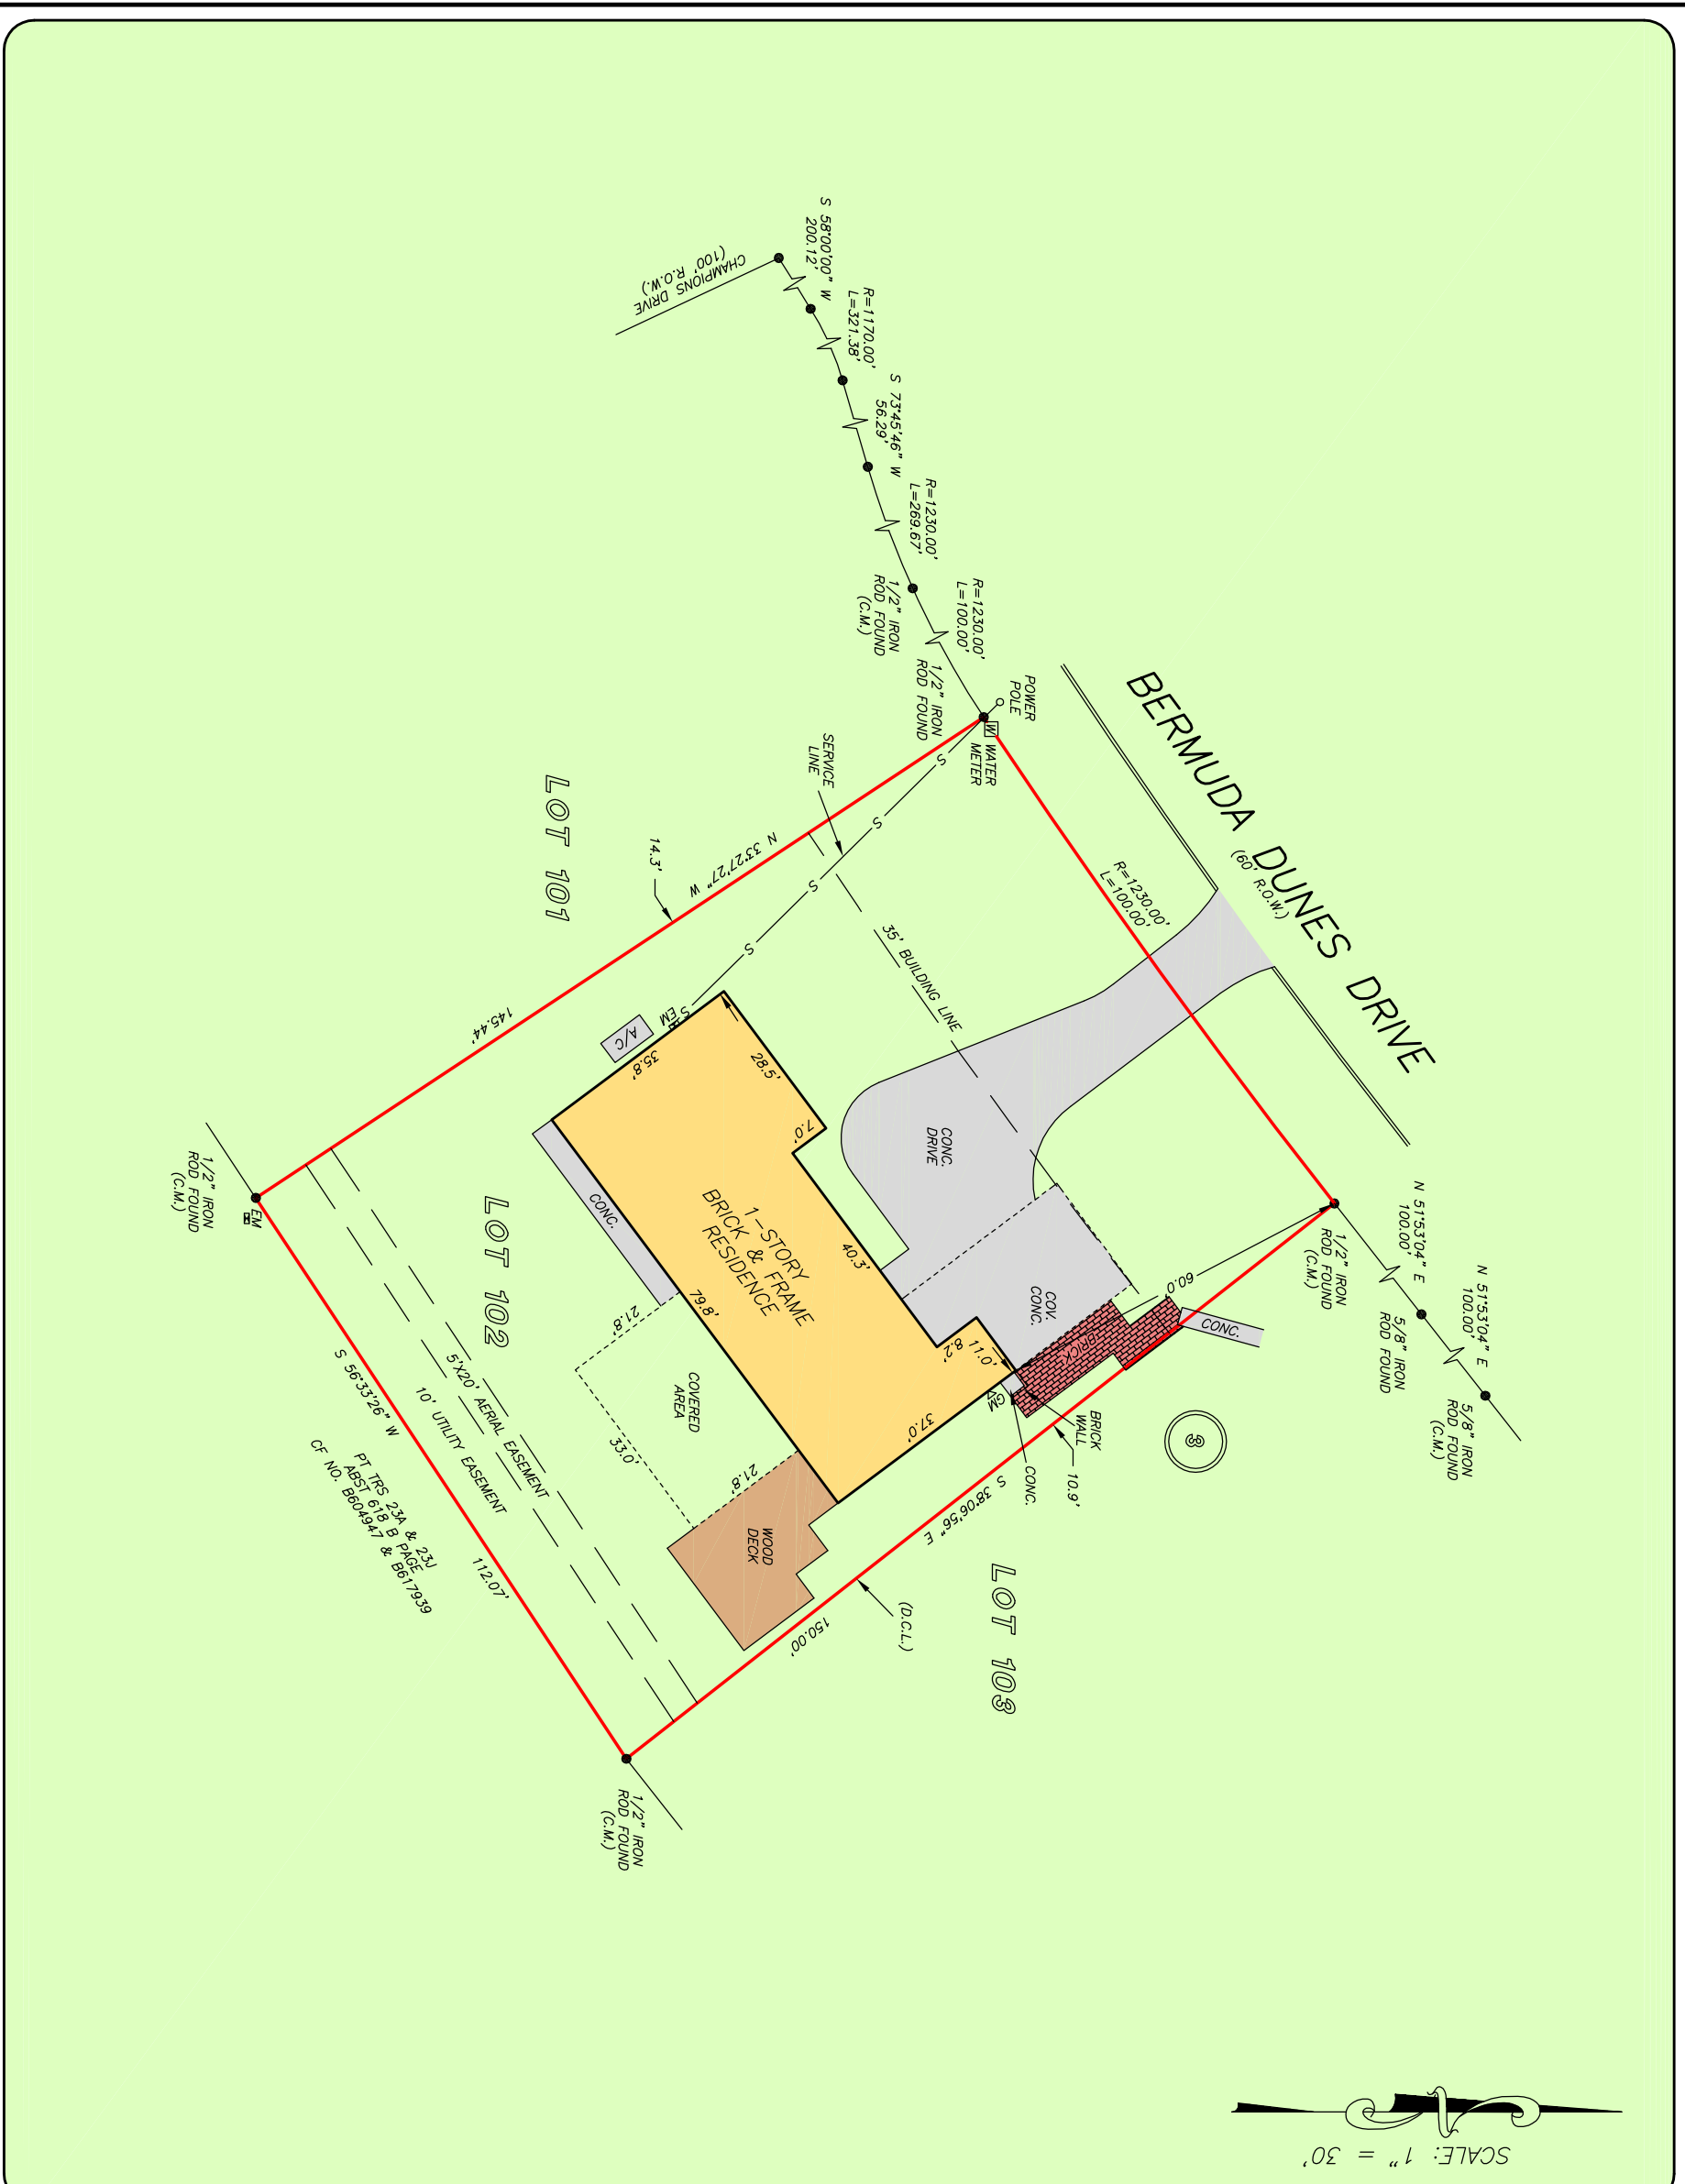 S 58°00'00" W
200.12'
CHAMPIONS DRIVE
(100' R.O.W.)
R=1170.00'
L=321.38'
S 73°45'46" W
56.29'
R=1230.00'
L=269.67'
1/2" IRON
ROD FOUND
(C.M.)
R=1230.00'
L=100.00'
1/2" IRON
ROD FOUND
POWER
POLE
W
WATER
METER
BERMUDA DUNES DRIVE
(60' R.O.W.)
R=1230.00'
L=100.00'
N 51°53'04" E
100.00'
N 51°53'04" E
100.00'
1/2" IRON
ROD FOUND
(C.M.)
5/8" IRON
ROD FOUND
5/8" IRON
ROD FOUND
(C.M.)
SERVICE
LINE
S
S
S
S
S
35' BUILDING LINE
N 33°27'27" W
145.44'
14.3'
LOT 101
EM
A/C
35.8'
28.5'
7.0'
40.3'
8.2'
11.0'
37.0'
79.8'
1-STORY
BRICK & FRAME
RESIDENCE
CONC.
DRIVE
COV.
CONC.
60.0'
CONC.
BRICK
BRICK
WALL
GM
CONC.
10.9'
3
S 38°06'56" E
150.00'
(D.C.L.)
LOT 103
CONC.
21.8'
COVERED
AREA
33.0'
21.8'
WOOD
DECK
LOT 102
5'X20' AERIAL EASEMENT
10' UTILITY EASEMENT
S 56°33'26" W
112.07'
PT TRS 23A & 23J
ABST 618 B PAGE
CF NO. B604947 & B617939
EM
1/2" IRON
ROD FOUND
(C.M.)
1/2" IRON
ROD FOUND
(C.M.)
N
SCALE: 1" = 30'